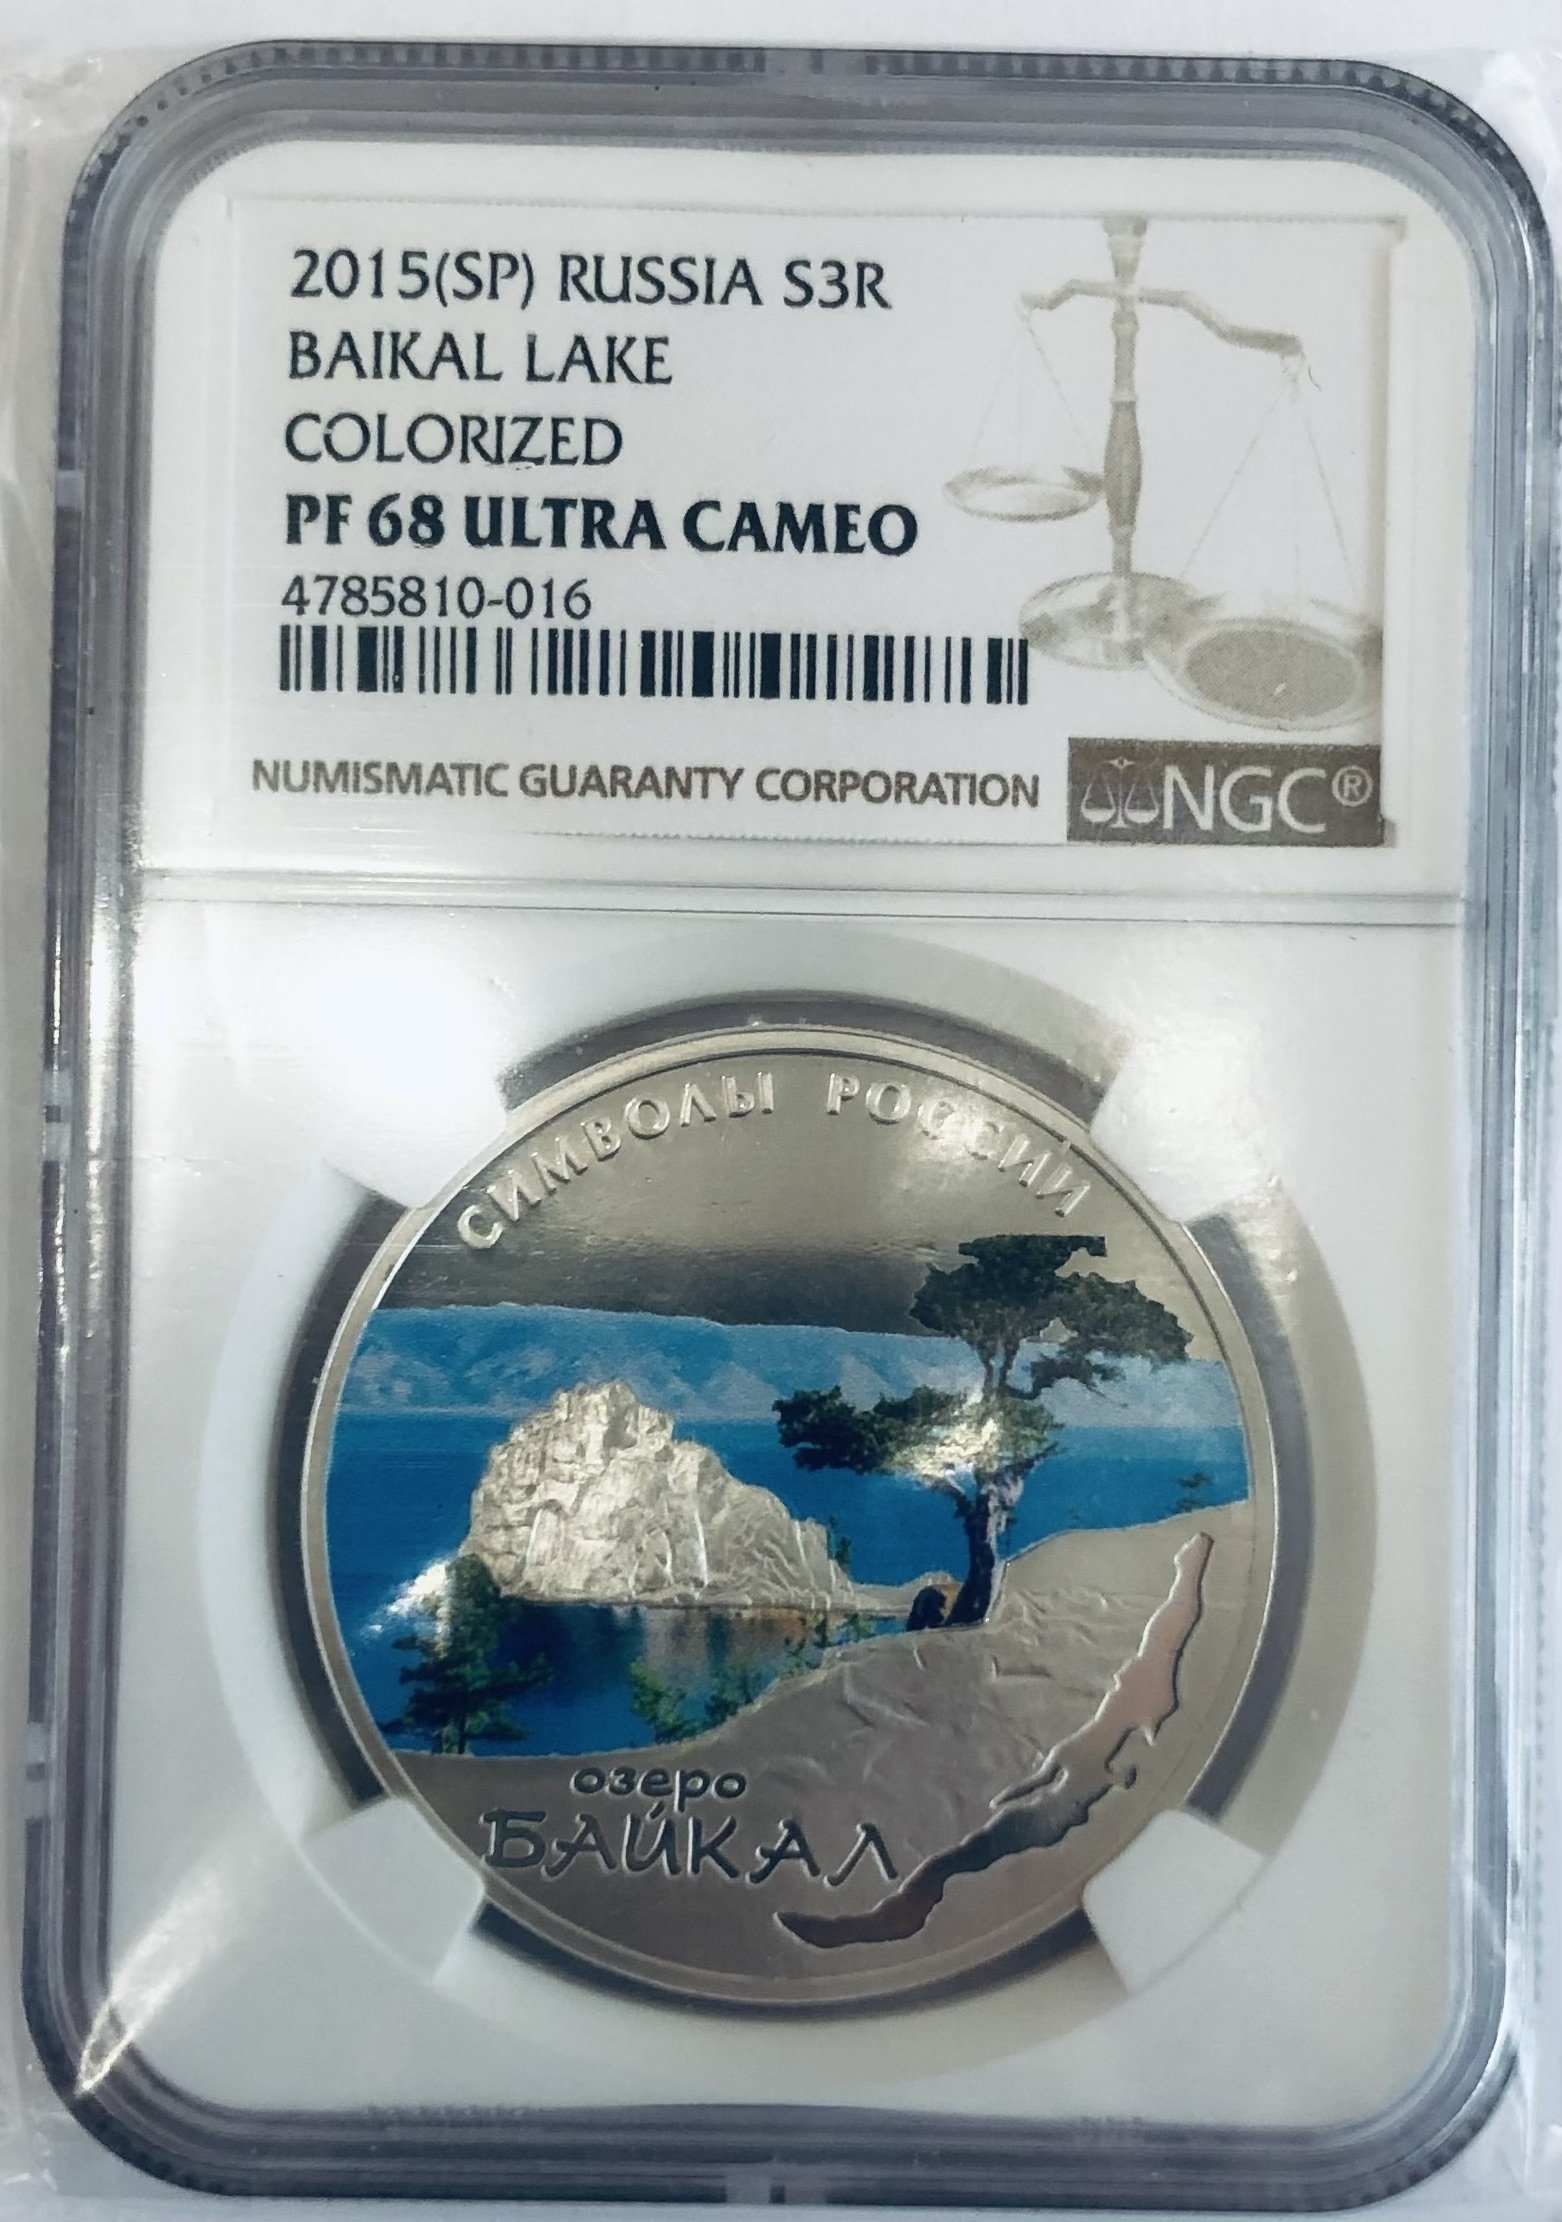 2015(SP) RUSSIA S3R
BAIKAL LAKE
COLORIZED
PF 68 ULTRA CAMEO
4785810-016
NUMISMATIC GUARANTY CORPORATION
NGC®
СИМВОЛЫ РОССИИ
озеро
БАЙКАЛ